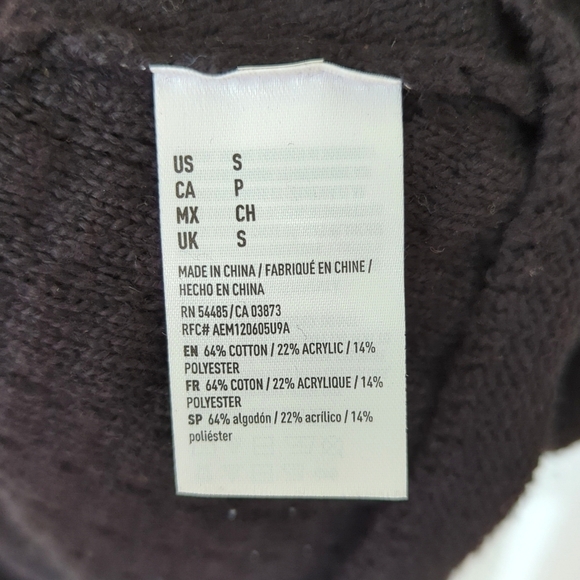 US S
CA P
MX CH
UK S
MADE IN CHINA / FABRIQUÉ EN CHINE /
HECHO EN CHINA
RN 54485/CA 03873
RFC# AEM120605U9A
EN 64% COTTON / 22% ACRYLIC / 14%
POLYESTER
FR 64% COTON / 22% ACRYLIQUE / 14%
POLYESTER
SP 64% algodón / 22% acrílico / 14%
poliéster